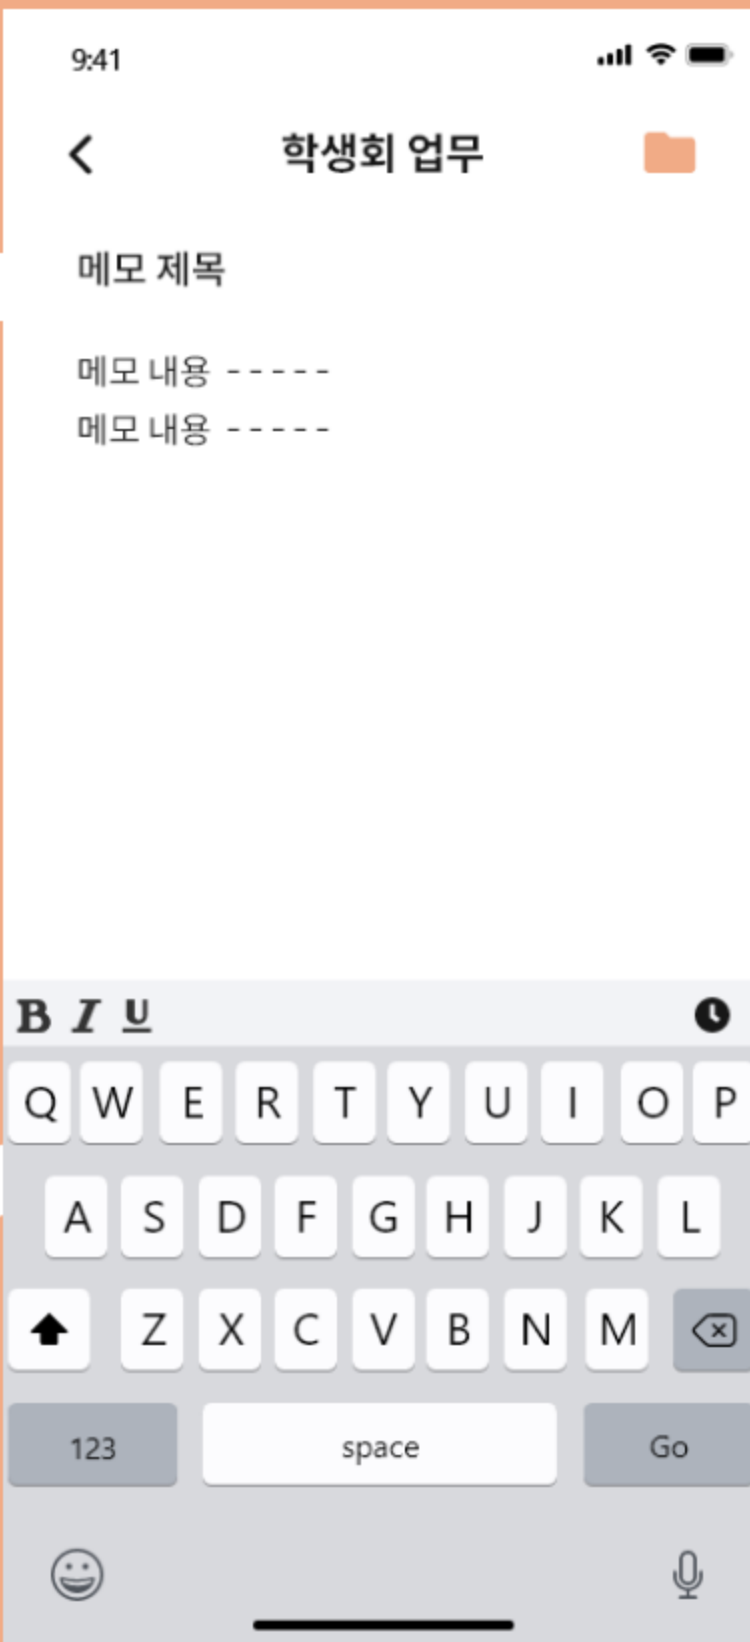 9:41
학생회 업무
메모 제목
메모 내용 -----
메모 내용 -----
B I U
Q W E R T Y U I O P
A S D F G H J K L
Z X C V B N M
123 space Go